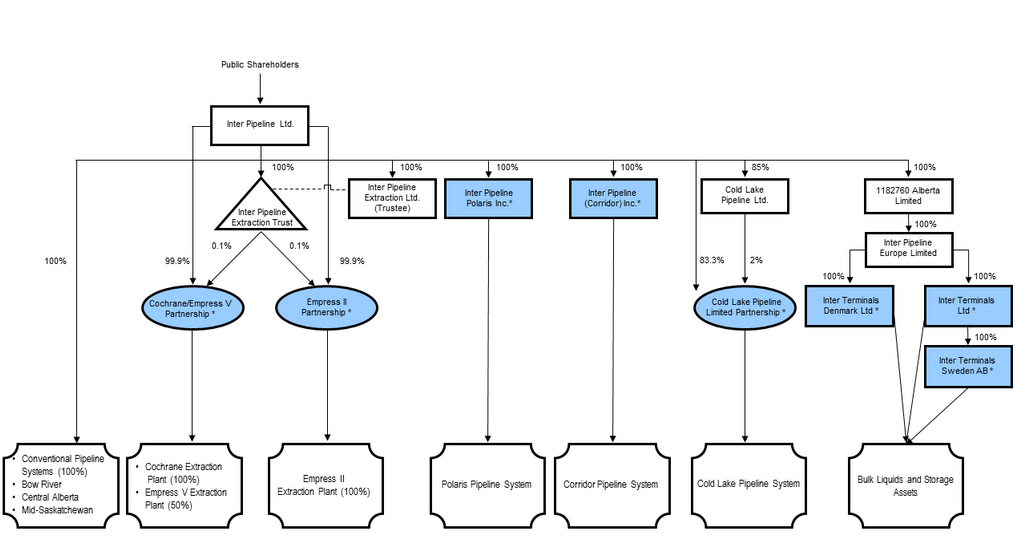 Public Shareholders
Inter Pipeline Ltd.
100%
100%
100%
100%
85%
100%
Inter Pipeline
Extraction Trust
Inter Pipeline
Extraction Ltd.
(Trustee)
Inter Pipeline
Polaris Inc.*
Inter Pipeline
(Corridor) Inc.*
Cold Lake
Pipeline Ltd.
1182760 Alberta
Limited
100%
Inter Pipeline
Europe Limited
0.1%
0.1%
100%
99.9%
99.9%
83.3%
2%
100%
100%
Cochrane/Empress V
Partnership *
Empress II
Partnership *
Cold Lake Pipeline
Limited Partnership *
Inter Terminals
Denmark Ltd *
Inter Terminals
Ltd *
100%
Inter Terminals
Sweden AB *
• Conventional Pipeline
Systems (100%)
• Bow River
• Central Alberta
• Mid-Saskatchewan
• Cochrane Extraction
Plant (100%)
• Empress V Extraction
Plant (50%)
Empress II
Extraction Plant (100%)
Polaris Pipeline System
Corridor Pipeline System
Cold Lake Pipeline System
Bulk Liquids and Storage
Assets